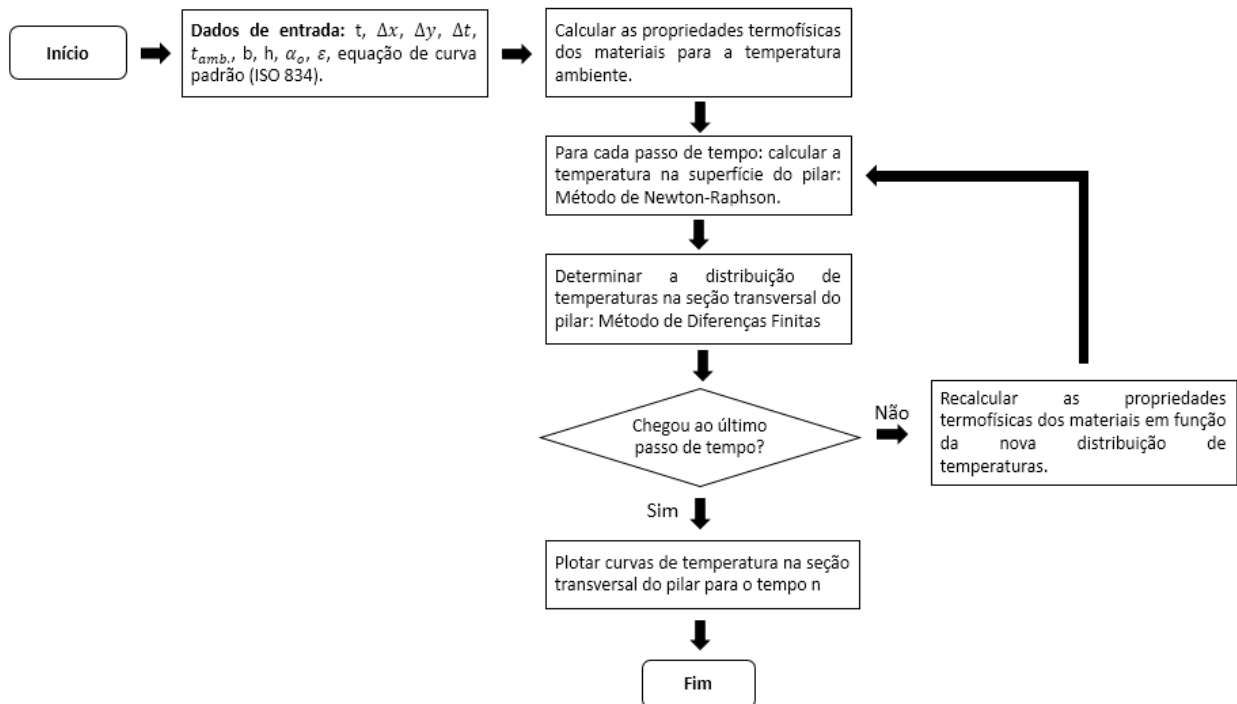 Início
Dados de entrada: t, Δx, Δy, Δt,
t_amb., b, h, α_o, ε, equação de curva
padrão (ISO 834).
Calcular as propriedades termofísicas
dos materiais para a temperatura
ambiente.
Para cada passo de tempo: calcular a
temperatura na superfície do pilar:
Método de Newton-Raphson.
Determinar a distribuição de
temperaturas na seção transversal do
pilar: Método de Diferenças Finitas
Chegou ao último
passo de tempo?
Não
Recalcular as propriedades
termofísicas dos materiais em função
da nova distribuição de
temperaturas.
Sim
Plotar curvas de temperatura na seção
transversal do pilar para o tempo n
Fim